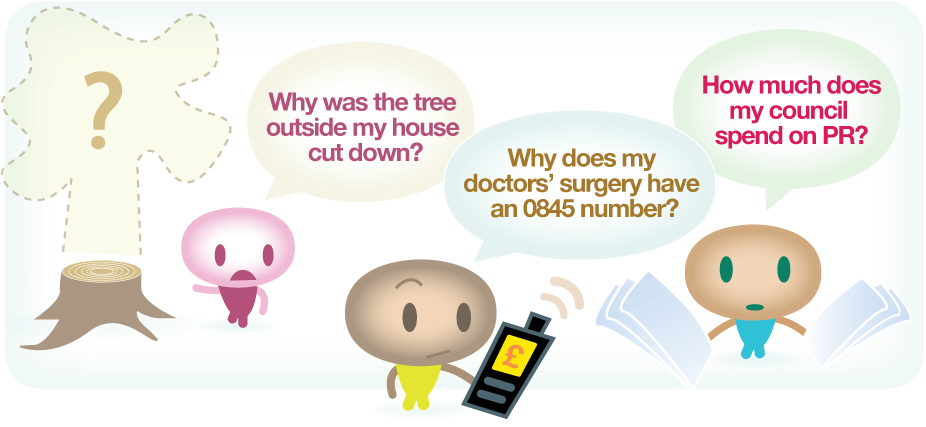 ?
Why was the tree
outside my house
cut down?
Why does my
doctors’ surgery have
an 0845 number?
£
How much does
my council
spend on PR?